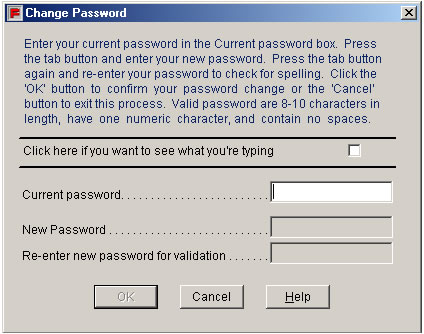 Change Password
Enter your current password in the Current password box. Press
the tab button and enter your new password. Press the tab button
again and re-enter your password to check for spelling. Click the
'OK' button to confirm your password change or the 'Cancel'
button to exit this process. Valid password are 8-10 characters in
length, have one numeric character, and contain no spaces.
Click here if you want to see what you're typing
Current password. . . . . . . . . . . . . . . . . . . . . . . . .
New Password . . . . . . . . . . . . . . . . . . . . . . . . . . .
Re-enter new password for validation . . . . . . .
OK Cancel Help